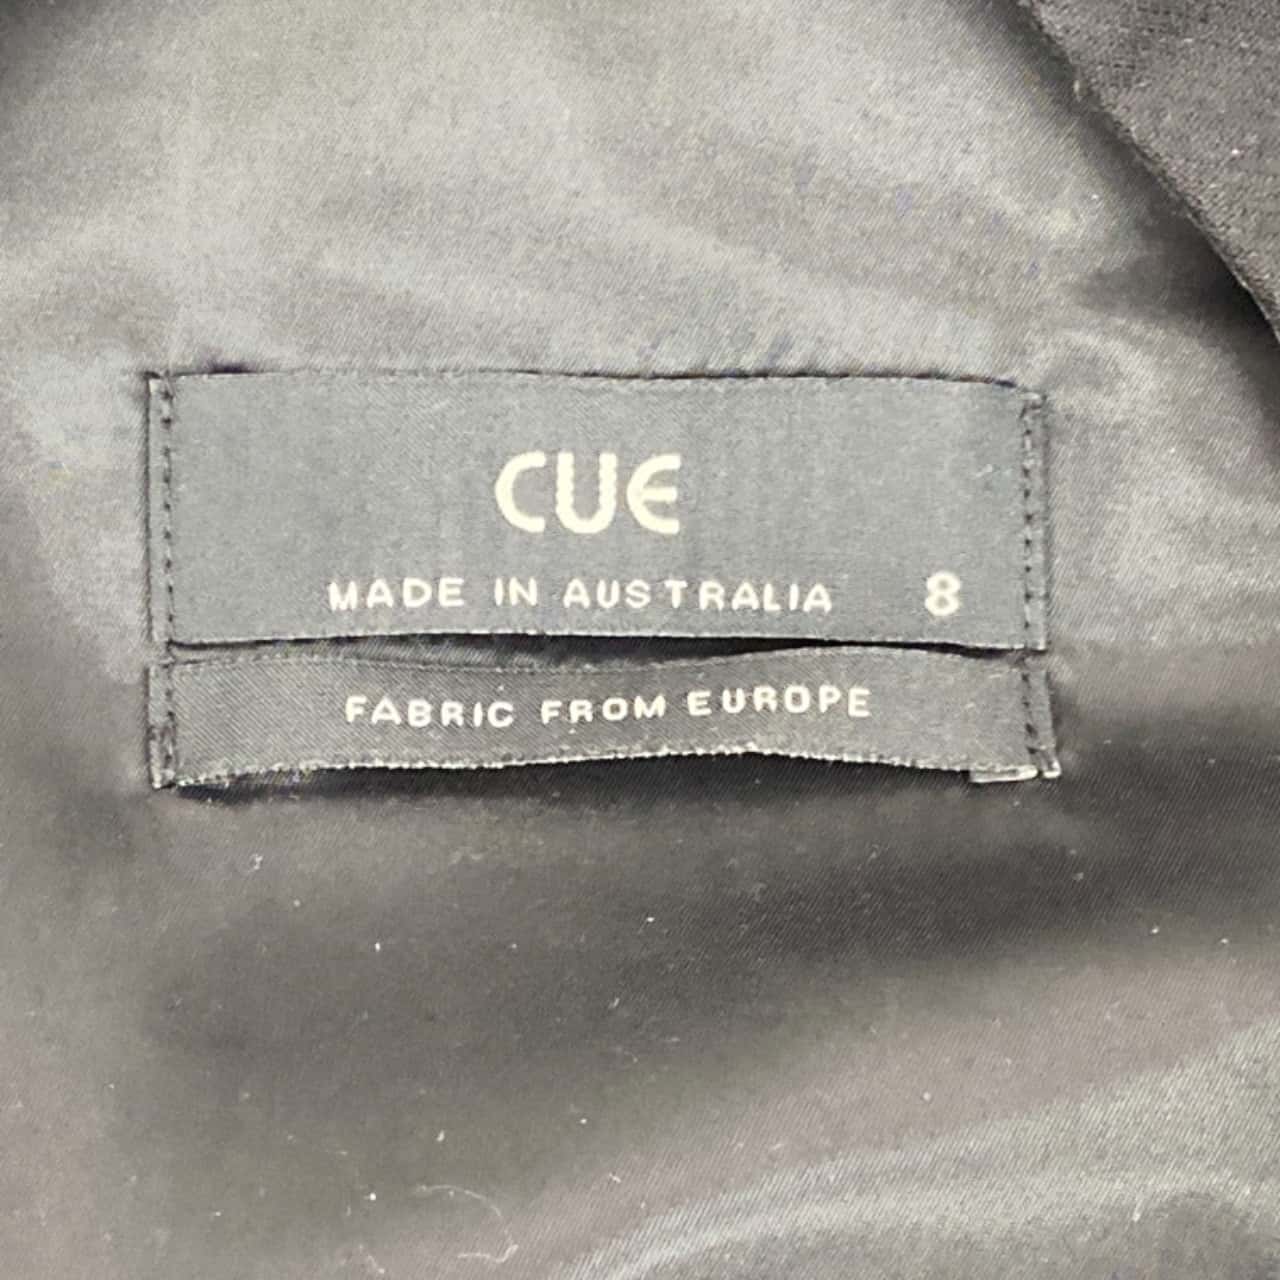 CUE
MADE IN AUSTRALIA 8
FABRIC FROM EUROPE